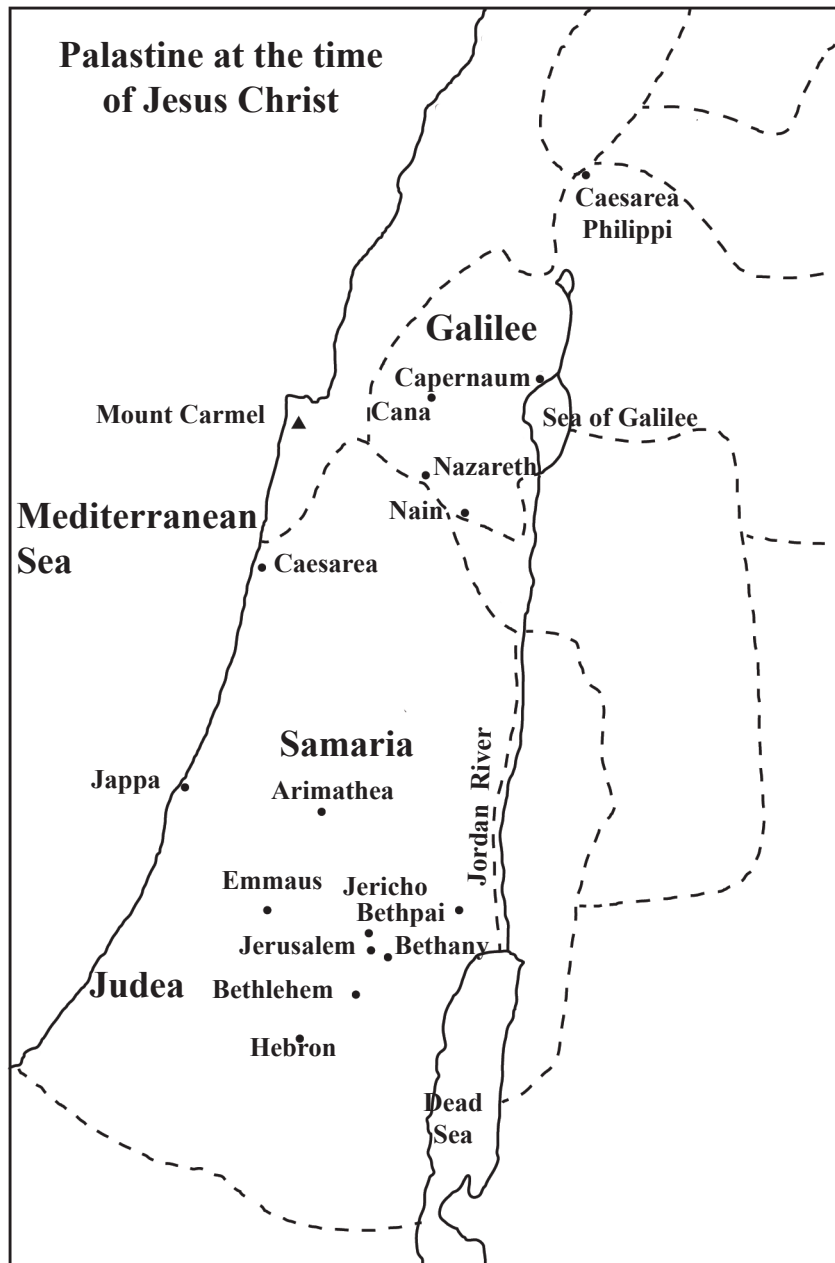 Palastine at the time
of Jesus Christ
Caesarea
Philippi
Galilee
Capernaum
Cana
Mount Carmel
Sea of Galilee
Nazareth
Mediterranean
Sea
Nain
Caesarea
Samaria
Jordan River
Jappa
Arimathea
Emmaus
Jericho
Bethpai
Jerusalem
Bethany
Judea
Bethlehem
Hebron
Dead
Sea